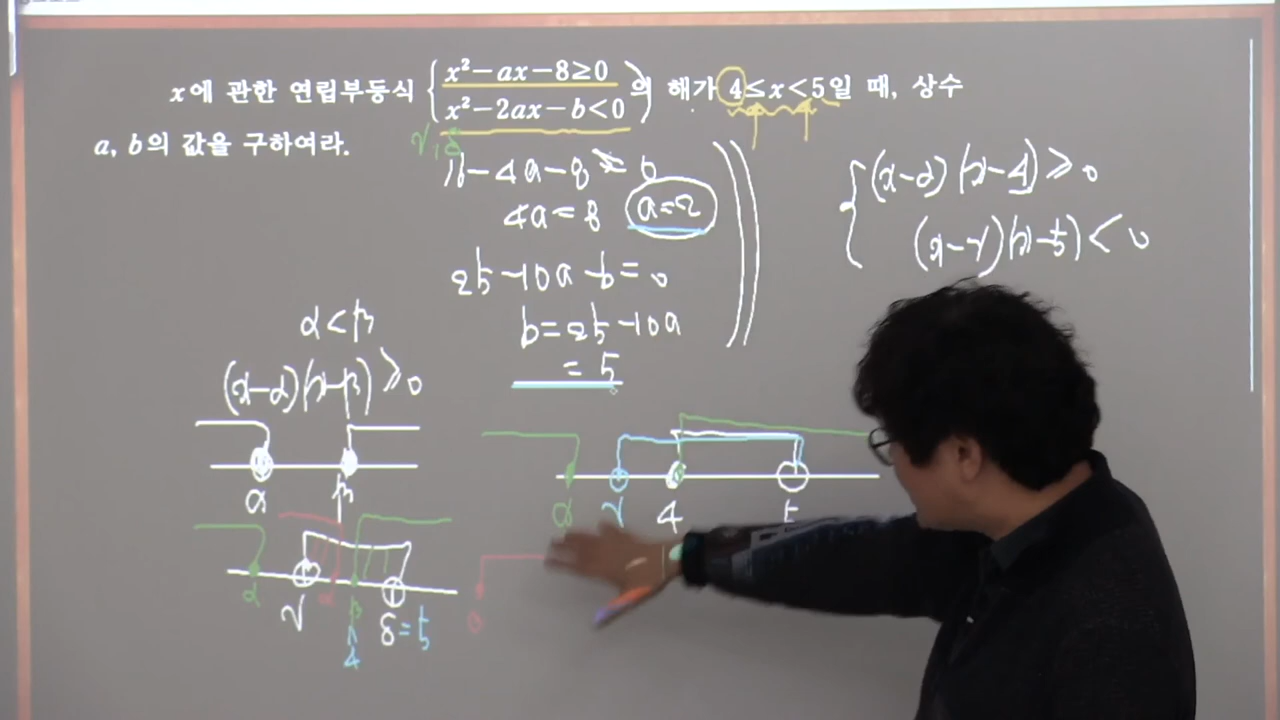 x에 관한 연립부등식 { x²−ax−8≥0
x²−2ax−b<0 의 해가 4≤x<5일 때, 상수
a, b의 값을 구하여라.
γ, δ
16−4a−8=0
4a=8 a=2
25−10a−b=0
b=25−10a
=5
(x−α)(x−4)≥0
(x−γ)(x−5)<0
α<β
(x−α)(x−β)≥0
α β
α γ 4 5
α γ α β δ=5
4